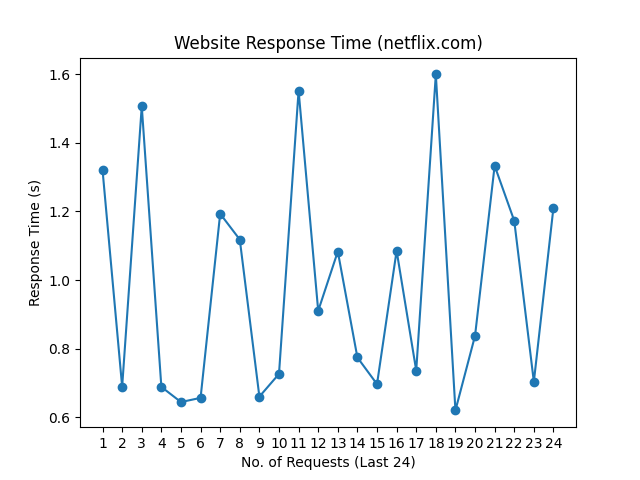 Website Response Time (netflix.com)
1.6
1.4
1.2
1.0
0.8
0.6
Response Time (s)
1 2 3 4 5 6 7 8 9 10 11 12 13 14 15 16 17 18 19 20 21 22 23 24
No. of Requests (Last 24)